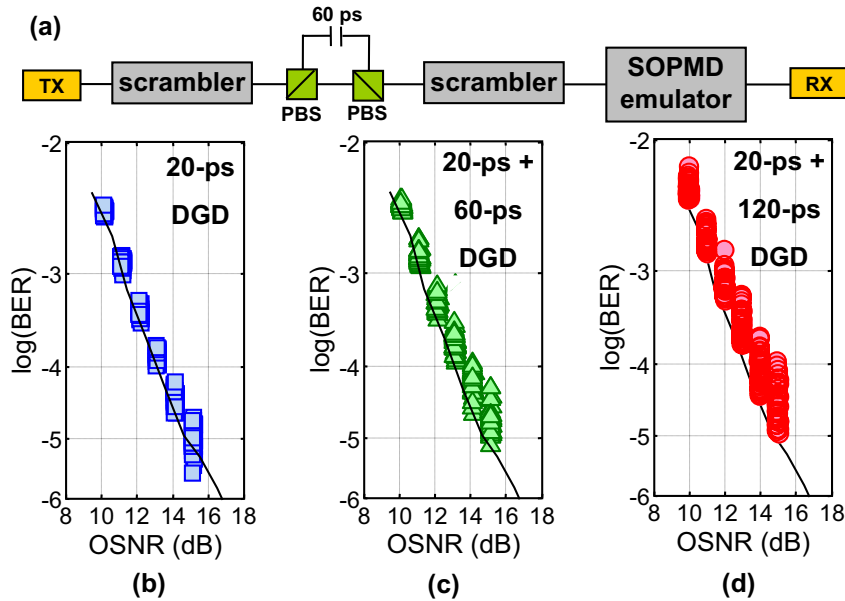 (a)
60 ps
TX
scrambler
PBS
PBS
scrambler
SOPMD
emulator
RX
-2
-3
-4
-5
-6
8 10 12 14 16 18
log(BER)
OSNR (dB)
20-ps
DGD
(b)
-2
-3
-4
-5
-6
8 10 12 14 16 18
log(BER)
OSNR (dB)
20-ps +
60-ps
DGD
(c)
-2
-3
-4
-5
-6
8 10 12 14 16 18
log(BER)
OSNR (dB)
20-ps +
120-ps
DGD
(d)